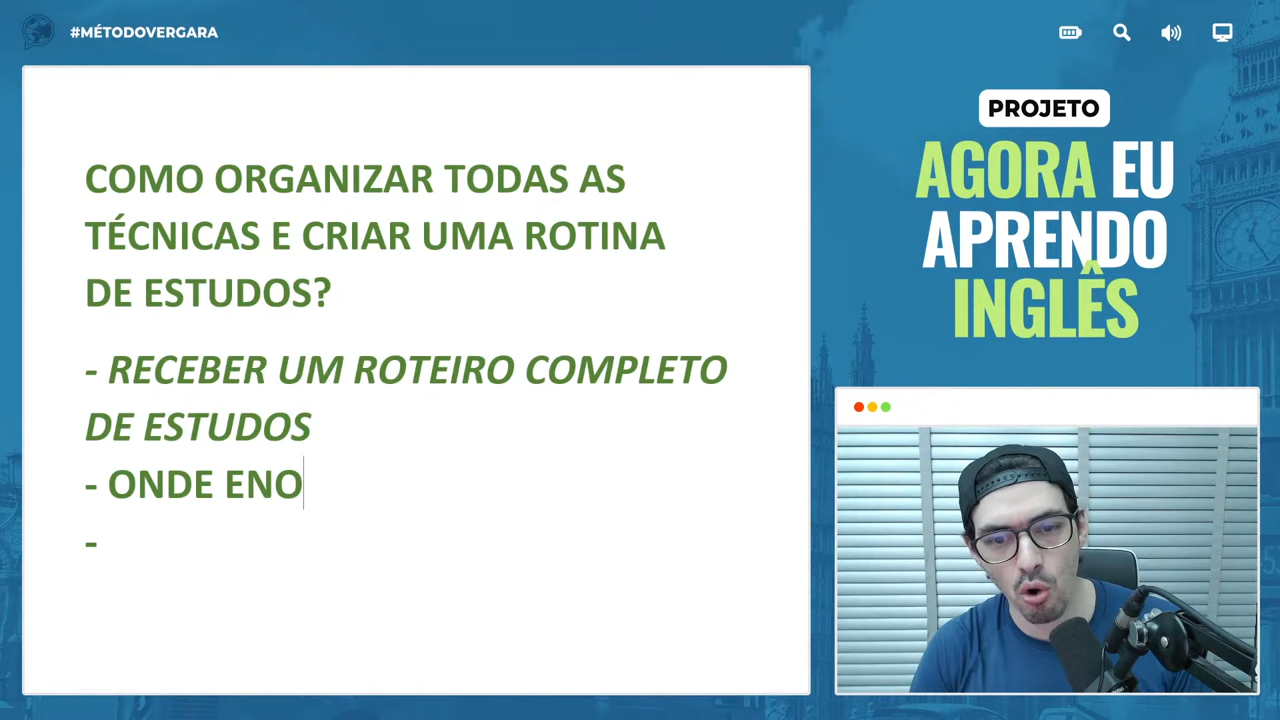 #MÉTODOVERGARA
COMO ORGANIZAR TODAS AS
TÉCNICAS E CRIAR UMA ROTINA
DE ESTUDOS?
- RECEBER UM ROTEIRO COMPLETO
DE ESTUDOS
- ONDE ENO
-
PROJETO
AGORA EU
APRENDO
INGLÊS